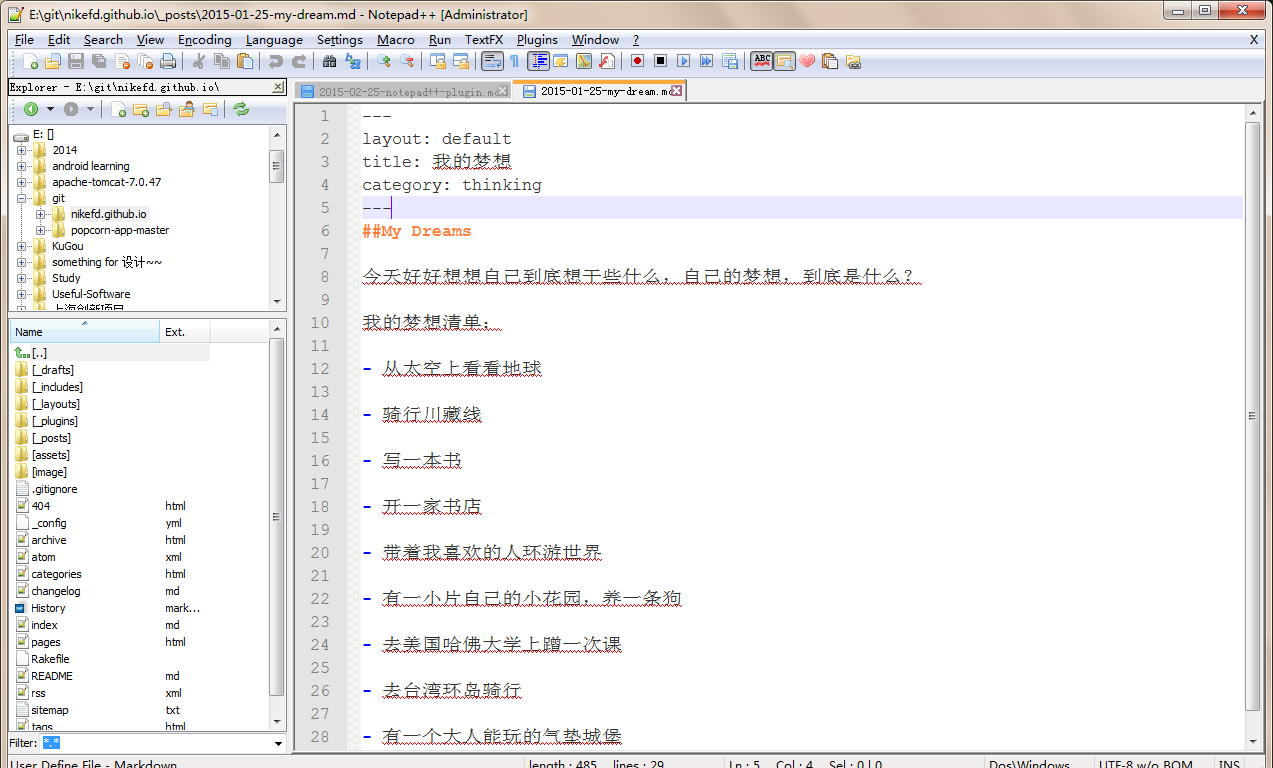 E:\git\nikefd.github.io\_posts\2015-01-25-my-dream.md - Notepad++ [Administrator]
File Edit Search View Encoding Language Settings Macro Run TextFX Plugins Window ? X
ABC
Explorer - E:\git\nikefd.github.io\
E: []
2014
android learning
apache-tomcat-7.0.47
git
nikefd.github.io
popcorn-app-master
KuGou
something for 设计~~
Study
Useful-Software
上海创新项目
Name Ext.
[..]
[_drafts]
[_includes]
[_layouts]
[_plugins]
[_posts]
[assets]
[image]
.gitignore
404 html
_config yml
archive html
atom xml
categories html
changelog md
History mark...
index md
pages html
Rakefile
README md
rss xml
sitemap txt
tags html
Filter: *.*
2015-02-25-notepad++-plugin.md
2015-01-25-my-dream.md
1 ---
2 layout: default
3 title: 我的梦想
4 category: thinking
5 ---
6 ##My Dreams
7
8 今天好好想想自己到底想干些什么，自己的梦想，到底是什么？
9
10 我的梦想清单：
11
12 - 从太空上看看地球
13
14 - 骑行川藏线
15
16 - 写一本书
17
18 - 开一家书店
19
20 - 带着我喜欢的人环游世界
21
22 - 有一小片自己的小花园，养一条狗
23
24 - 去美国哈佛大学上蹭一次课
25
26 - 去台湾环岛骑行
27
28 - 有一个大人能玩的气垫城堡
User Define File - Markdown length : 485 lines : 29 Ln : 5 Col : 4 Sel : 0 | 0 Dos\Windows UTF-8 w/o BOM INS